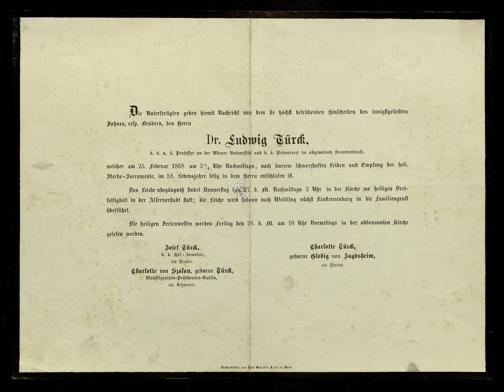 Die Unterfertigten geben hiemit Nachricht von dem sie höchst betrübenden Hinscheiden des innigstgeliebten
Sohnes, resp. Bruders, des Herrn
Dr. Ludwig Türck,
k. k. o. ö. Professor an der Wiener Universität und k. k. Primararzt im allgemeinen Krankenhause,
welcher am 25. Februar 1868 um 3¾ Uhr Nachmittags, nach kurzem schmerzhaften Leiden und Empfang der heil.
Sterbe-Sacramente, im 58. Lebensjahre selig in dem Herrn entschlafen ist.
Das Leichenbegängniß findet Donnerstag den 27. d. M. Nachmittags 2 Uhr in der Kirche zur heiligen Drei-
faltigkeit in der Alservorstadt statt; die Leiche wird sodann nach Weidling nächst Klosterneuburg in die Familiengruft
überführt.
Die heiligen Seelenmessen werden Freitag den 28. d. M. um 10 Uhr Vormittags in der obbenannten Kirche
gelesen werden.
Josef Türck,
k. k. Hof-Juwelier,
als Bruder.
Charlotte von Szalay, geborne Türck,
als Schwester.
Charlotte Türck,
geborne Globig von Jagdsheim,
als Mutter.